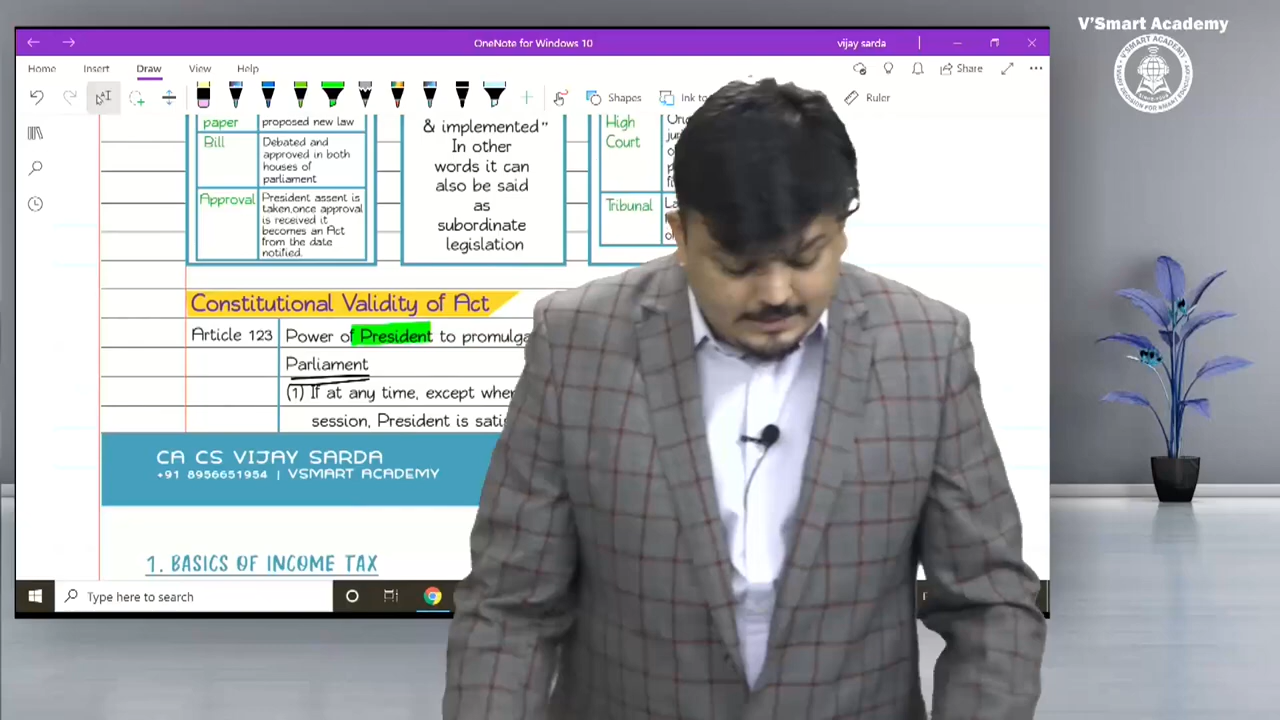 V'Smart Academy
OneNote for Windows 10
vijay sarda
Home
Insert
Draw
View
Help
Share
Shapes
Ink to
Ruler
paper
proposed new law
Bill
Debated and
approved in both
houses of
parliament
Approval
President assent is
taken,once approval
is received it
becomes an Act
from the date
notified.
& implemented"
In other
words it can
also be said
as
subordinate
legislation
High
Court
Tribunal
Constitutional Validity of Act
Article 123
Power of President to
Parliament
(1) If at any time, except
session, President is
CA CS VIJAY SARDA
+91 8956651954 | VSMART ACADEMY
1. BASICS OF INCOME TAX
Type here to search